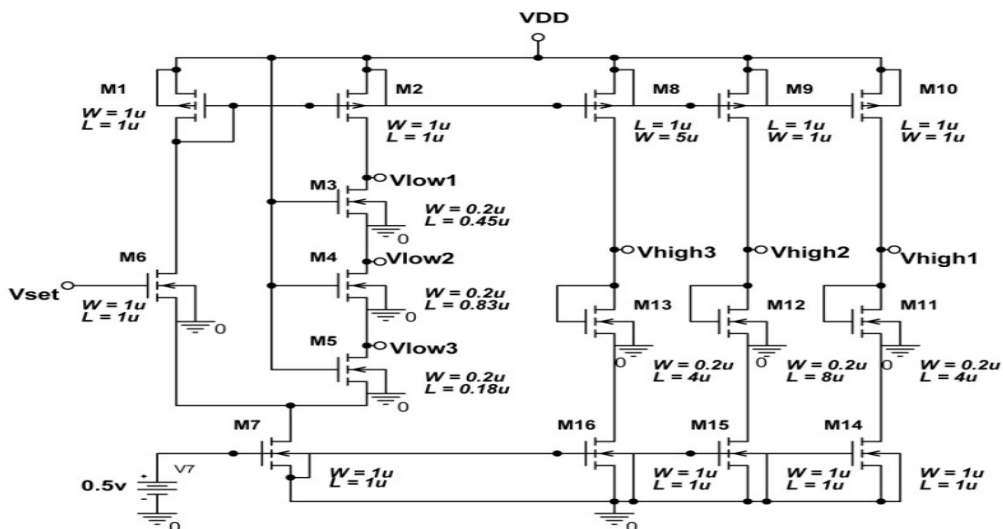 VDD
M1
W = 1u
L = 1u
M2
W = 1u
L = 1u
M8
L = 1u
W = 5u
M9
L = 1u
W = 1u
M10
L = 1u
W = 1u
M3
Vlow1
W = 0.2u
L = 0.45u
0
M6
Vset
W = 1u
L = 1u
0
M4
Vlow2
W = 0.2u
L = 0.83u
0
M5
Vlow3
W = 0.2u
L = 0.18u
0
Vhigh3
Vhigh2
Vhigh1
M13
0
W = 0.2u
L = 4u
M12
0
W = 0.2u
L = 8u
M11
0
W = 0.2u
L = 4u
M7
W = 1u
L = 1u
M16
W = 1u
L = 1u
M15
W = 1u
L = 1u
M14
W = 1u
L = 1u
V7
+
0.5v
-
0
0